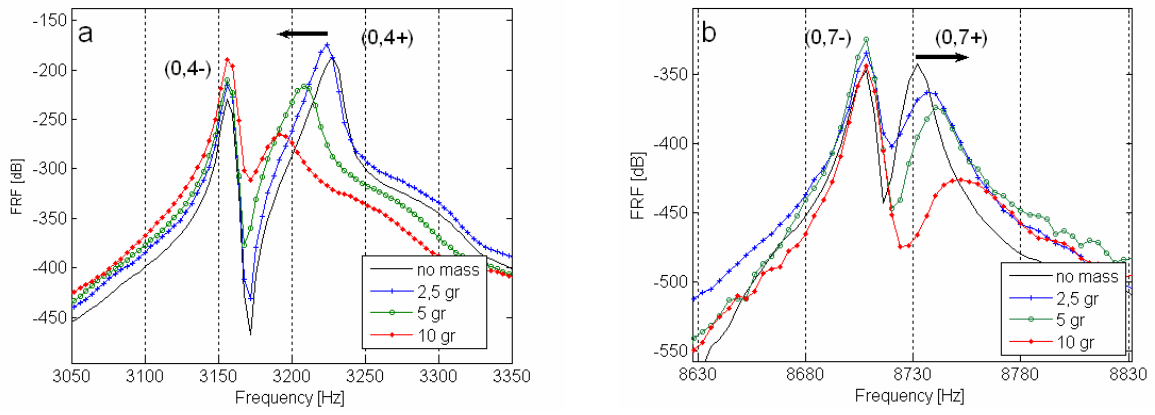 a
(0,4-)
(0,4+)
FRF [dB]
-150
-200
-250
-300
-350
-400
-450
no mass
2,5 gr
5 gr
10 gr
3050 3100 3150 3200 3250 3300 3350
Frequency [Hz]
b
(0,7-)
(0,7+)
FRF [dB]
-350
-400
-450
-500
-550
no mass
2,5 gr
5 gr
10 gr
8630 8680 8730 8780 8830
Frequency [Hz]